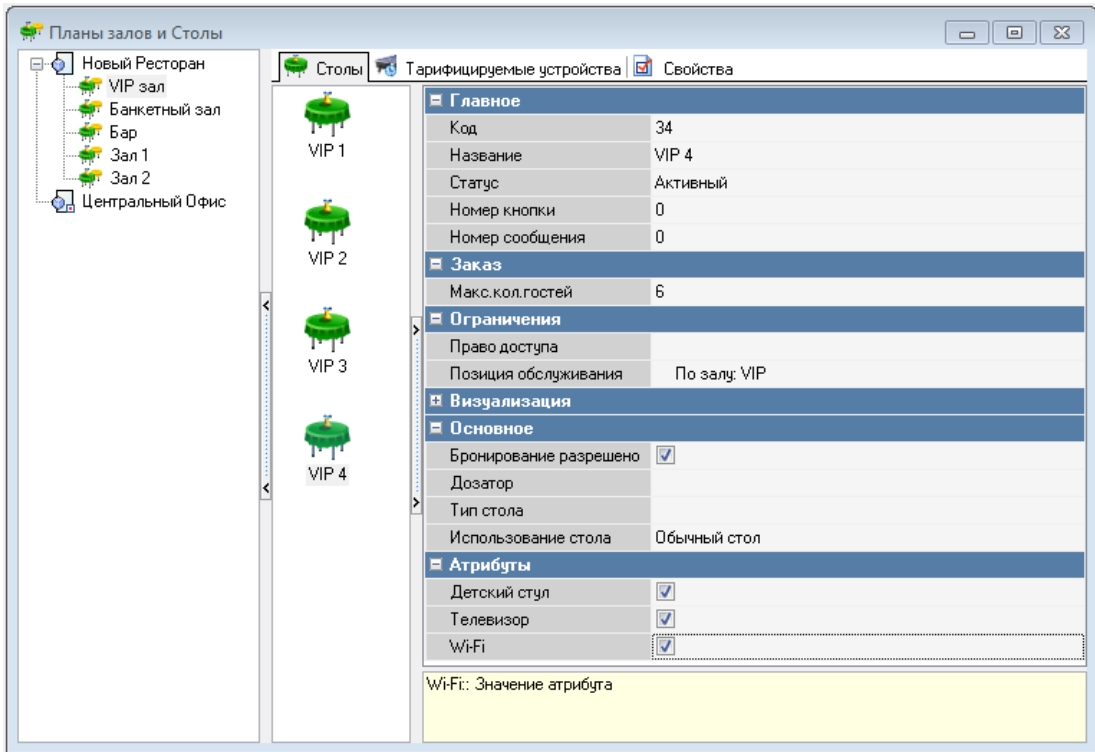 Планы залов и Столы
Новый Ресторан
VIP зал
Банкетный зал
Бар
Зал 1
Зал 2
Центральный Офис
Столы Тарифицируемые устройства Свойства
VIP 1
VIP 2
VIP 3
VIP 4
Главное
Код 34
Название VIP 4
Статус Активный
Номер кнопки 0
Номер сообщения 0
Заказ
Макс.кол.гостей 6
Ограничения
Право доступа
Позиция обслуживания По залу: VIP
Визуализация
Основное
Бронирование разрешено
Дозатор
Тип стола
Использование стола Обычный стол
Атрибуты
Детский стул
Телевизор
Wi-Fi
Wi-Fi:: Значение атрибута